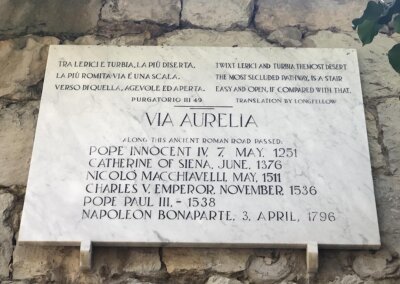 TRA LERICI E TURBIA, LA PIÙ DISERTA,
LA PIÙ ROMITA VIA È UNA SCALA.
VERSO DI QUELLA, AGEVOLE ED APERTA.
PURGATORIO III 49.
TWIXT LERICI AND TURBIA THE MOST DESERT,
THE MOST SECLUDED PATHWAY, IS A STAIR
EASY AND OPEN, IF COMPARED WITH THAT.
TRANSLATION BY LONGFELLOW
VIA AURELIA
ALONG THIS ANCIENT ROMAN ROAD PASSED:
POPE INNOCENT IV, 7, MAY, 1251
CATHERINE OF SIENA, JUNE, 1376
NICOLÓ MACCHIAVELLI, MAY, 1511
CHARLES V. EMPEROR, NOVEMBER, 1536
POPE PAUL III, - 1538
NAPOLEON BONAPARTE, 3, APRIL, 1796